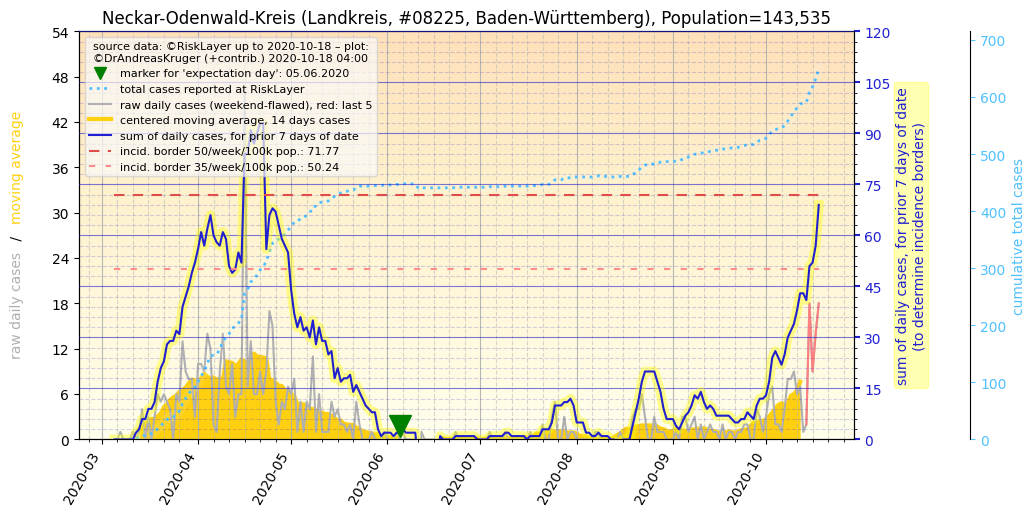 Neckar-Odenwald-Kreis (Landkreis, #08225, Baden-Württemberg), Population=143,535
source data: ©RiskLayer up to 2020-10-18 – plot:
©DrAndreasKruger (+contrib.) 2020-10-18 04:00
marker for 'expectation day': 05.06.2020
total cases reported at RiskLayer
raw daily cases (weekend-flawed), red: last 5
centered moving average, 14 days cases
sum of daily cases, for prior 7 days of date
incid. border 50/week/100k pop.: 71.77
incid. border 35/week/100k pop.: 50.24
raw daily cases / moving average
54
48
42
36
30
24
18
12
6
0
2020-03
2020-04
2020-05
2020-06
2020-07
2020-08
2020-09
2020-10
120
105
90
75
60
45
30
15
0
sum of daily cases, for prior 7 days of date
(to determine incidence borders)
700
600
500
400
300
200
100
0
cumulative total cases